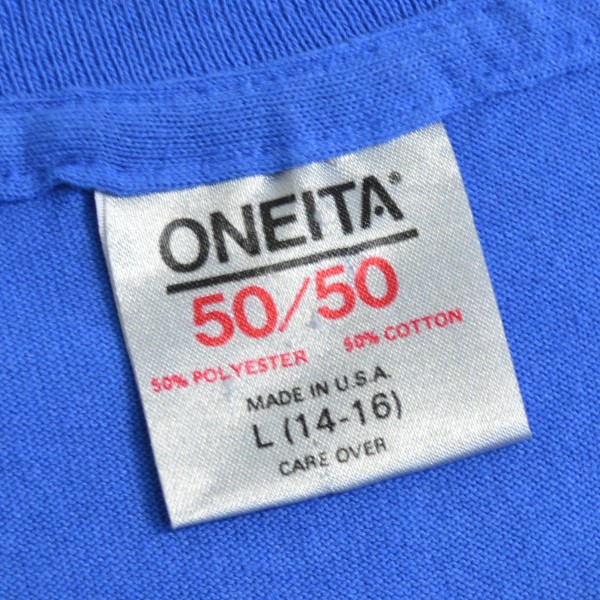 ONEITA®
50/50
50% POLYESTER 50% COTTON
MADE IN U.S.A.
L (14-16)
CARE OVER